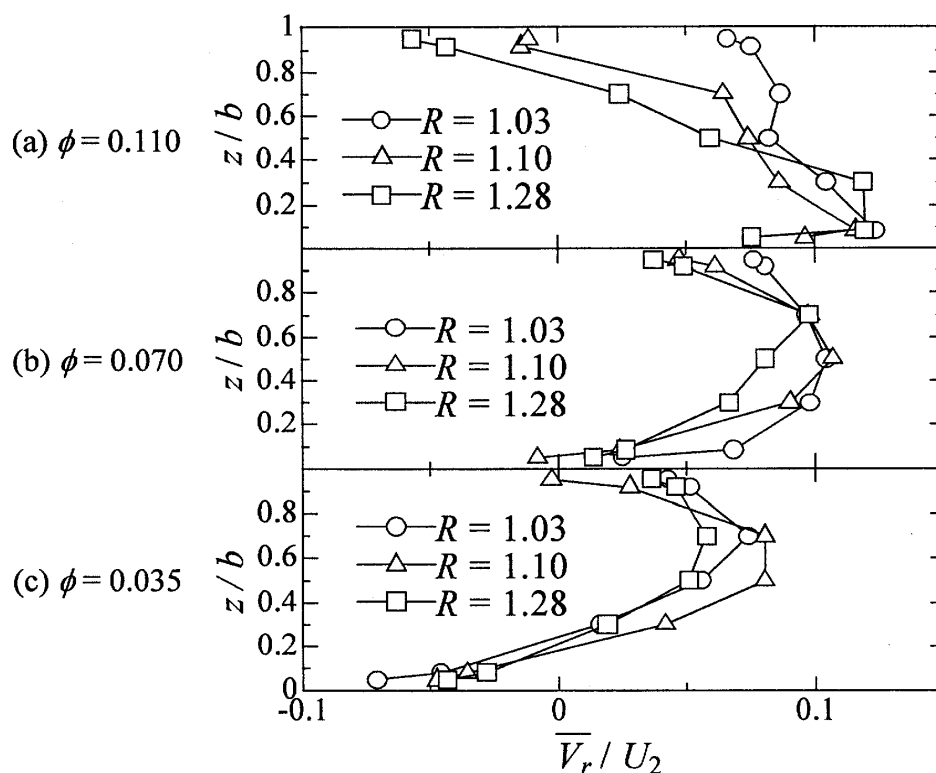 1
0.8
0.6
0.4
0.2
z / b
(a) ϕ = 0.110
R = 1.03
R = 1.10
R = 1.28
0.8
0.6
0.4
0.2
z / b
(b) ϕ = 0.070
R = 1.03
R = 1.10
R = 1.28
0.8
0.6
0.4
0.2
0
z / b
(c) ϕ = 0.035
R = 1.03
R = 1.10
R = 1.28
-0.1 0 0.1
V̅r / U2